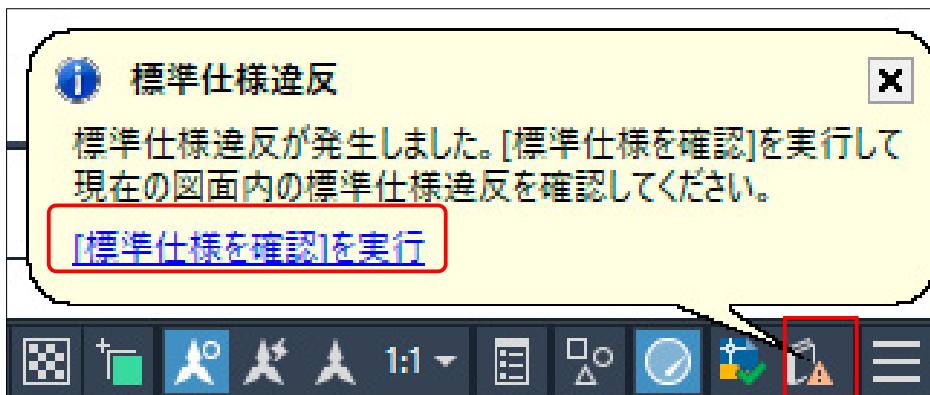 標準仕様違反
標準仕様違反が発生しました。[標準仕様を確認]を実行して
現在の図面内の標準仕様違反を確認してください。
[標準仕様を確認]を実行
1:1